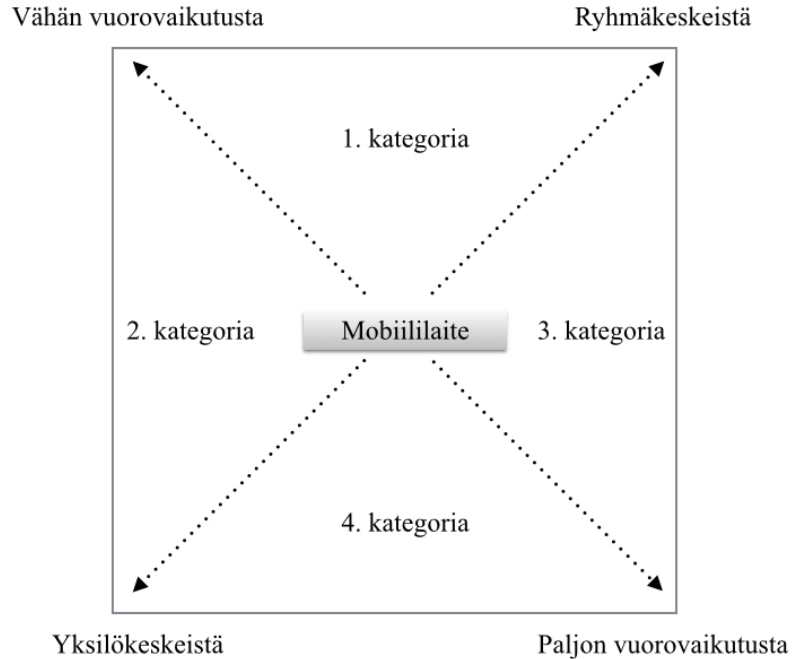 Vähän vuorovaikutusta
Ryhmäkeskeistä
1. kategoria
2. kategoria
Mobiililaite
3. kategoria
4. kategoria
Yksilökeskeistä
Paljon vuorovaikutusta